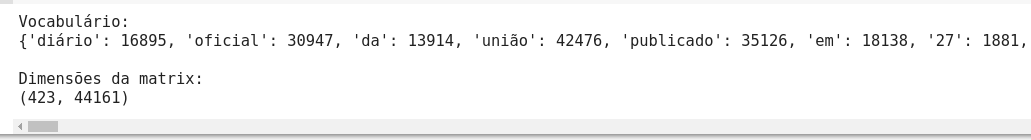 Vocabulário:
{'diário': 16895, 'oficial': 30947, 'da': 13914, 'união': 42476, 'publicado': 35126, 'em': 18138, '27': 1881,
Dimensões da matrix:
(423, 44161)